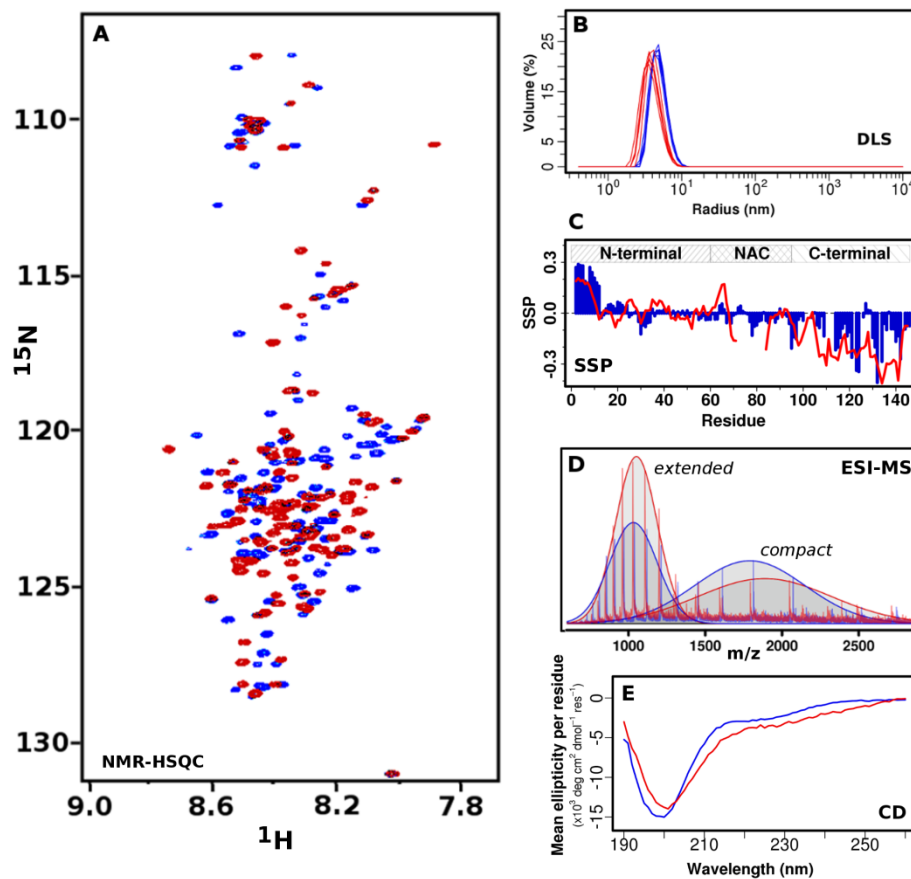 A
110
115
120
125
130
15N
NMR-HSQC
9.0 8.6 8.2 7.8
1H
B
Volume (%)
0 5 15 25
DLS
10^0 10^1 10^2 10^3 10^4
Radius (nm)
C
N-terminal NAC C-terminal
SSP
0.3
0.0
-0.3
SSP
0 20 40 60 80 100 120 140
Residue
D
extended
ESI-MS
compact
1000 1500 2000 2500
m/z
E
Mean ellipticity per residue
(x10^3 deg cm^2 dmol^-1 res^-1)
0
-5
-10
-15
CD
190 210 230 250
Wavelength (nm)